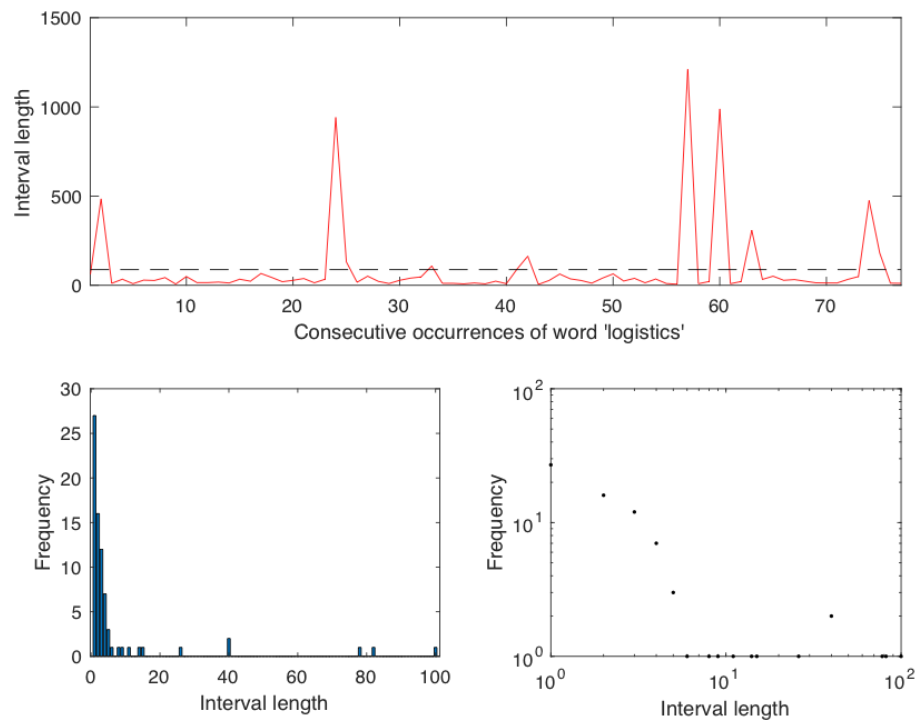 1500
1000
500
0
Interval length
10 20 30 40 50 60 70
Consecutive occurrences of word 'logistics'
30
25
20
15
10
5
0
Frequency
0 20 40 60 80 100
Interval length
10^2
10^1
10^0
Frequency
10^0 10^1 10^2
Interval length